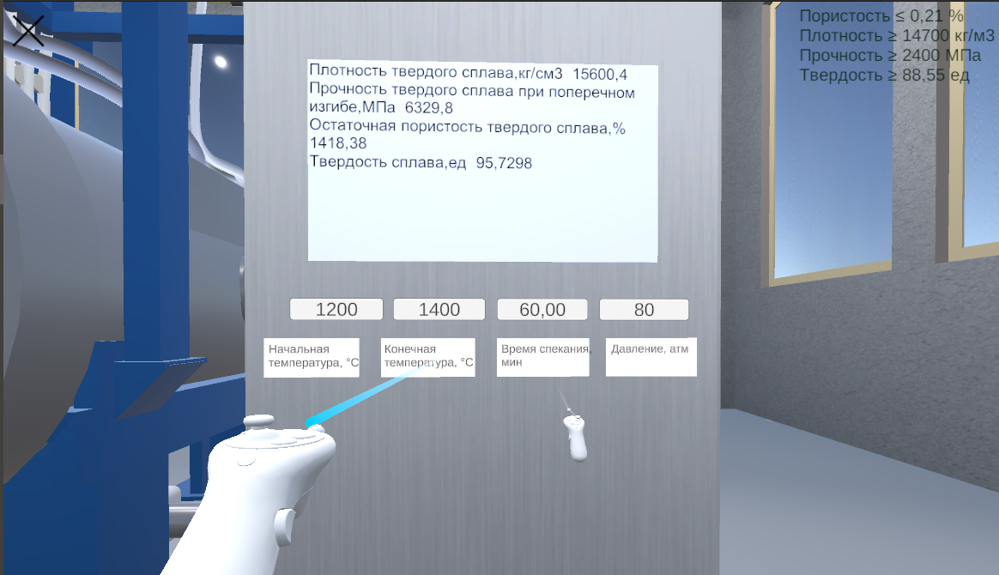 Пористость ≤ 0,21 %
Плотность ≥ 14700 кг/м3
Прочность ≥ 2400 МПа
Твердость ≥ 88,55 ед
Плотность твердого сплава,кг/см3 15600,4
Прочность твердого сплава при поперечном
изгибе,МПа 6329,8
Остаточная пористость твердого сплава,%
1418,38
Твердость сплава,ед 95,7298
1200
1400
60,00
80
Начальная
температура, °С
Конечная
температура, °С
Время спекания,
мин
Давление, атм